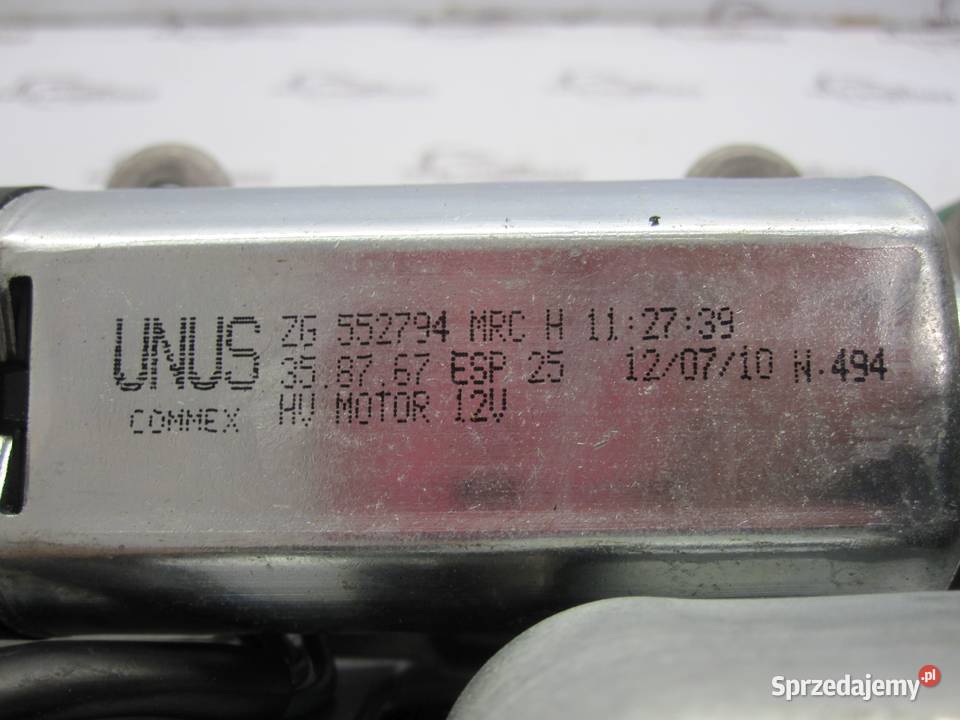 UNUS
COMMEX
ZG 552794 MRC H 11:27:39
35.87.67 ESP 25 12/07/10 N.494
HV MOTOR 12V
Sprzedajemy.pl